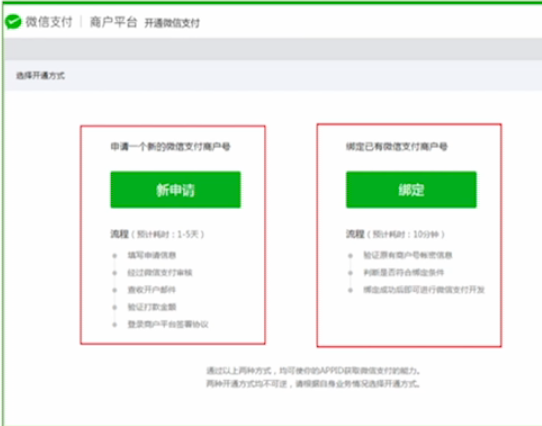 微信支付 | 商户平台 开通微信支付
选择开通方式
申请一个新的微信支付商户号
新申请
流程（预计耗时：1-5天）
填写申请信息
经过微信支付审核
查收开户邮件
验证打款金额
登录商户平台签署协议
绑定已有微信支付商户号
绑定
流程（预计耗时：10分钟）
验证原有商户号帐密信息
判断是否符合绑定条件
绑定成功后即可进行微信支付开发
通过以上两种方式，均可使你的APPID获取微信支付的能力。
两种开通方式均不可逆，请根据自身业务情况选择开通方式。